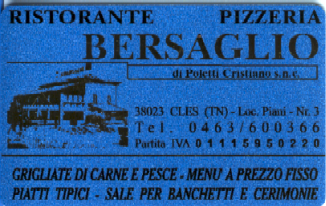 RISTORANTE PIZZERIA
BERSAGLIO
di Poletti Cristiano s.n.c.
38023 CLES (TN) - Loc. Piani - Nr. 3
Tel. 0463/600366
Partita IVA 01115950220
GRIGLIATE DI CARNE E PESCE - MENU' A PREZZO FISSO
PIATTI TIPICI - SALE PER BANCHETTI E CERIMONIE